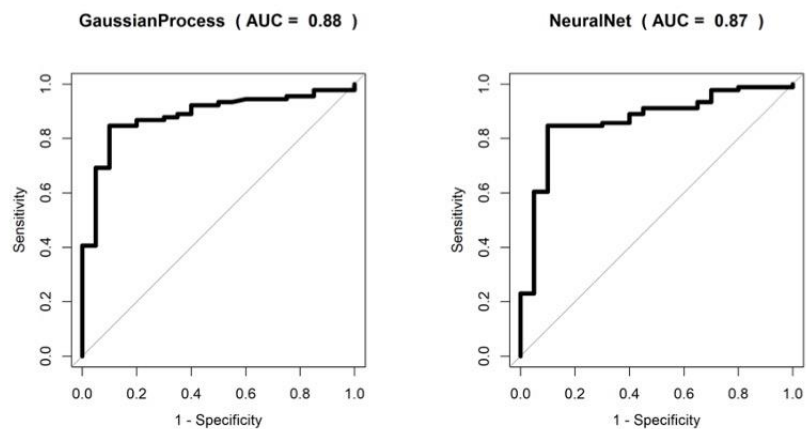 GaussianProcess ( AUC = 0.88 )
Sensitivity
0.0 0.2 0.4 0.6 0.8 1.0
0.0 0.2 0.4 0.6 0.8 1.0
1 - Specificity
NeuralNet ( AUC = 0.87 )
Sensitivity
0.0 0.2 0.4 0.6 0.8 1.0
0.0 0.2 0.4 0.6 0.8 1.0
1 - Specificity